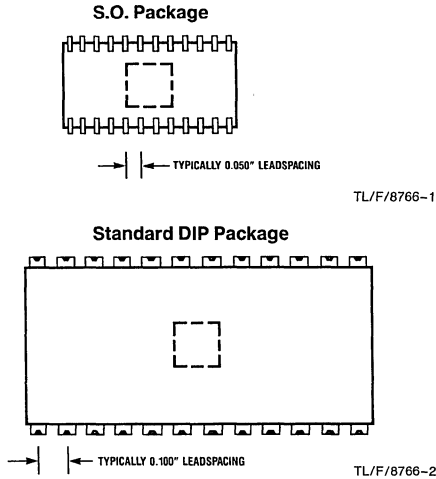 S.O. Package
TYPICALLY 0.050" LEADSPACING
TL/F/8766-1
Standard DIP Package
TYPICALLY 0.100" LEADSPACING
TL/F/8766-2